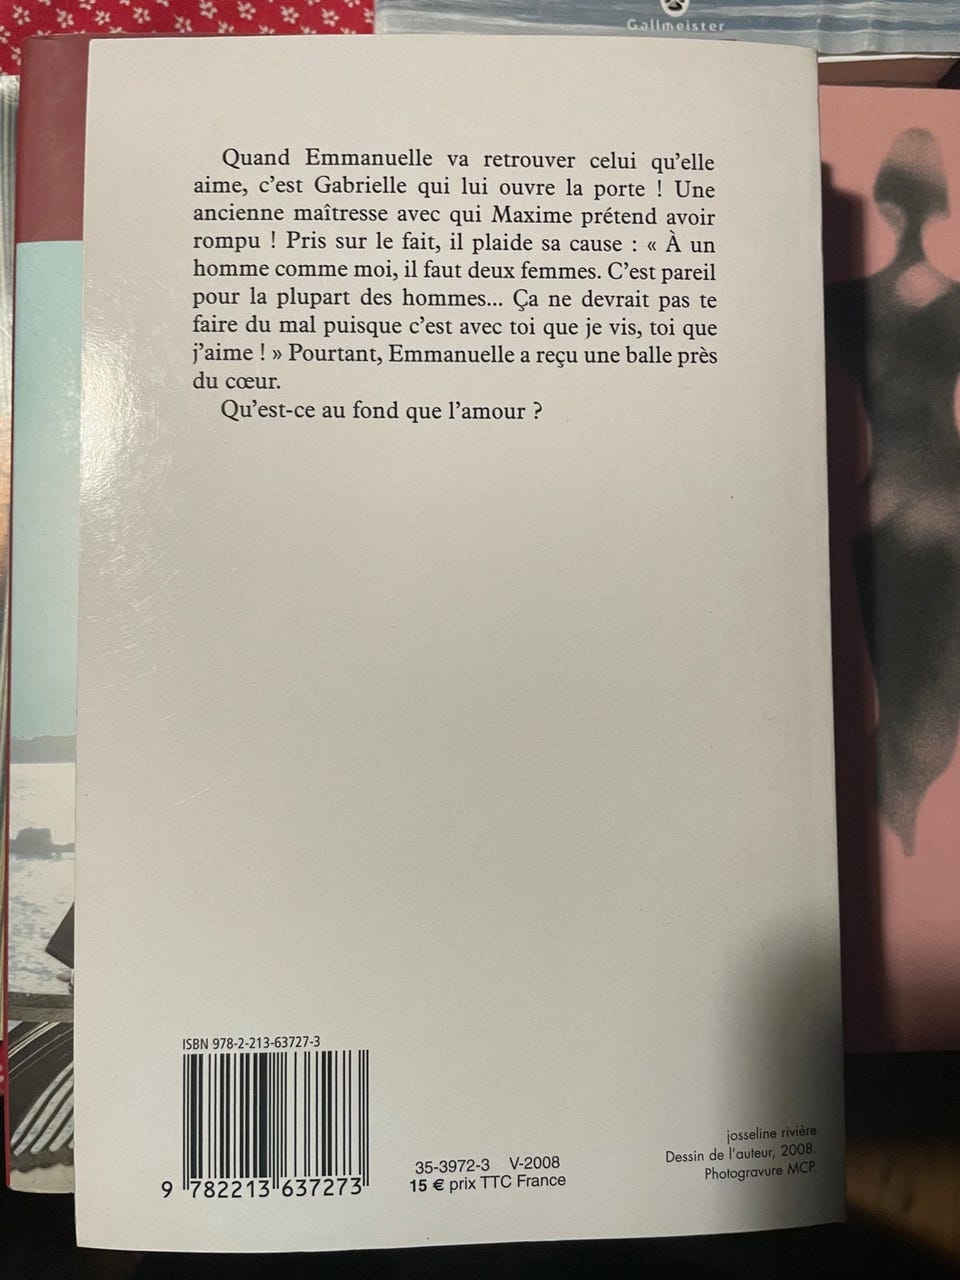 Gallmeister
Quand Emmanuelle va retrouver celui qu'elle
aime, c'est Gabrielle qui lui ouvre la porte ! Une
ancienne maîtresse avec qui Maxime prétend avoir
rompu ! Pris sur le fait, il plaide sa cause : « À un
homme comme moi, il faut deux femmes. C'est pareil
pour la plupart des hommes... Ça ne devrait pas te
faire du mal puisque c'est avec toi que je vis, toi que
j'aime ! » Pourtant, Emmanuelle a reçu une balle près
du cœur.
Qu'est-ce au fond que l'amour ?
ISBN 978-2-213-63727-3
9 782213 637273
35-3972-3 V-2008
15 € prix TTC France
josseline rivière
Dessin de l'auteur, 2008.
Photogravure MCP.